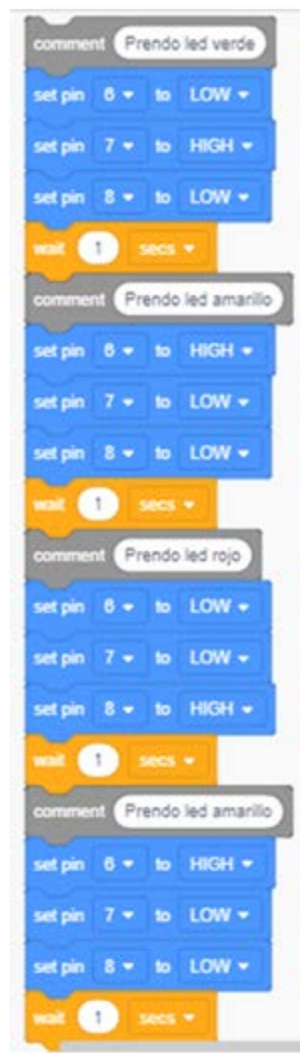 comment Prendo led verde
set pin 6 to LOW
set pin 7 to HIGH
set pin 8 to LOW
wait 1 secs
comment Prendo led amarillo
set pin 6 to HIGH
set pin 7 to LOW
set pin 8 to LOW
wait 1 secs
comment Prendo led rojo
set pin 6 to LOW
set pin 7 to LOW
set pin 8 to HIGH
wait 1 secs
comment Prendo led amarillo
set pin 6 to HIGH
set pin 7 to LOW
set pin 8 to LOW
wait 1 secs